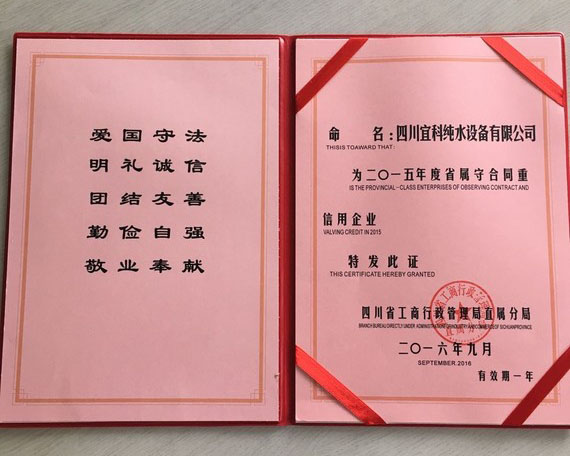 爱国守法
明礼诚信
团结友善
勤俭自强
敬业奉献
命 名:四川宜科纯水设备有限公司
THISIS TOAWARD THAT:
为二〇一五年度省属守合同重
IS THE PROVINCIAL-CLASS ENTERPRISES OF OBSERVING CONTRACT AND
信用企业
VALVING CREDIT IN 2015
特发此证
THIS CERTIFICATE HEREBY GRANTED
四川省工商行政管理局直属分局
二〇一六年九月
SEPTEMBER.2016
有效期一年